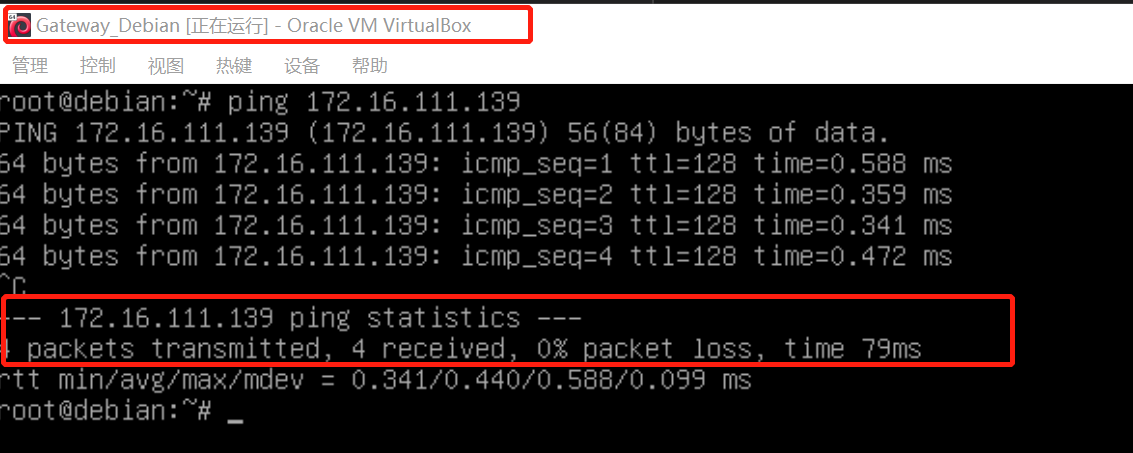 Gateway_Debian [正在运行] - Oracle VM VirtualBox
管理 控制 视图 热键 设备 帮助
root@debian:~# ping 172.16.111.139
PING 172.16.111.139 (172.16.111.139) 56(84) bytes of data.
64 bytes from 172.16.111.139: icmp_seq=1 ttl=128 time=0.588 ms
64 bytes from 172.16.111.139: icmp_seq=2 ttl=128 time=0.359 ms
64 bytes from 172.16.111.139: icmp_seq=3 ttl=128 time=0.341 ms
64 bytes from 172.16.111.139: icmp_seq=4 ttl=128 time=0.472 ms
^C
--- 172.16.111.139 ping statistics ---
4 packets transmitted, 4 received, 0% packet loss, time 79ms
rtt min/avg/max/mdev = 0.341/0.440/0.588/0.099 ms
root@debian:~# _